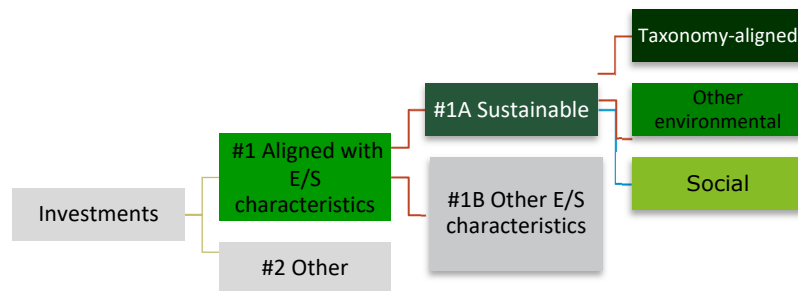 Taxonomy-aligned
#1A Sustainable
Other
environmental
#1 Aligned with
E/S
characteristics
Social
#1B Other E/S
characteristics
Investments
#2 Other